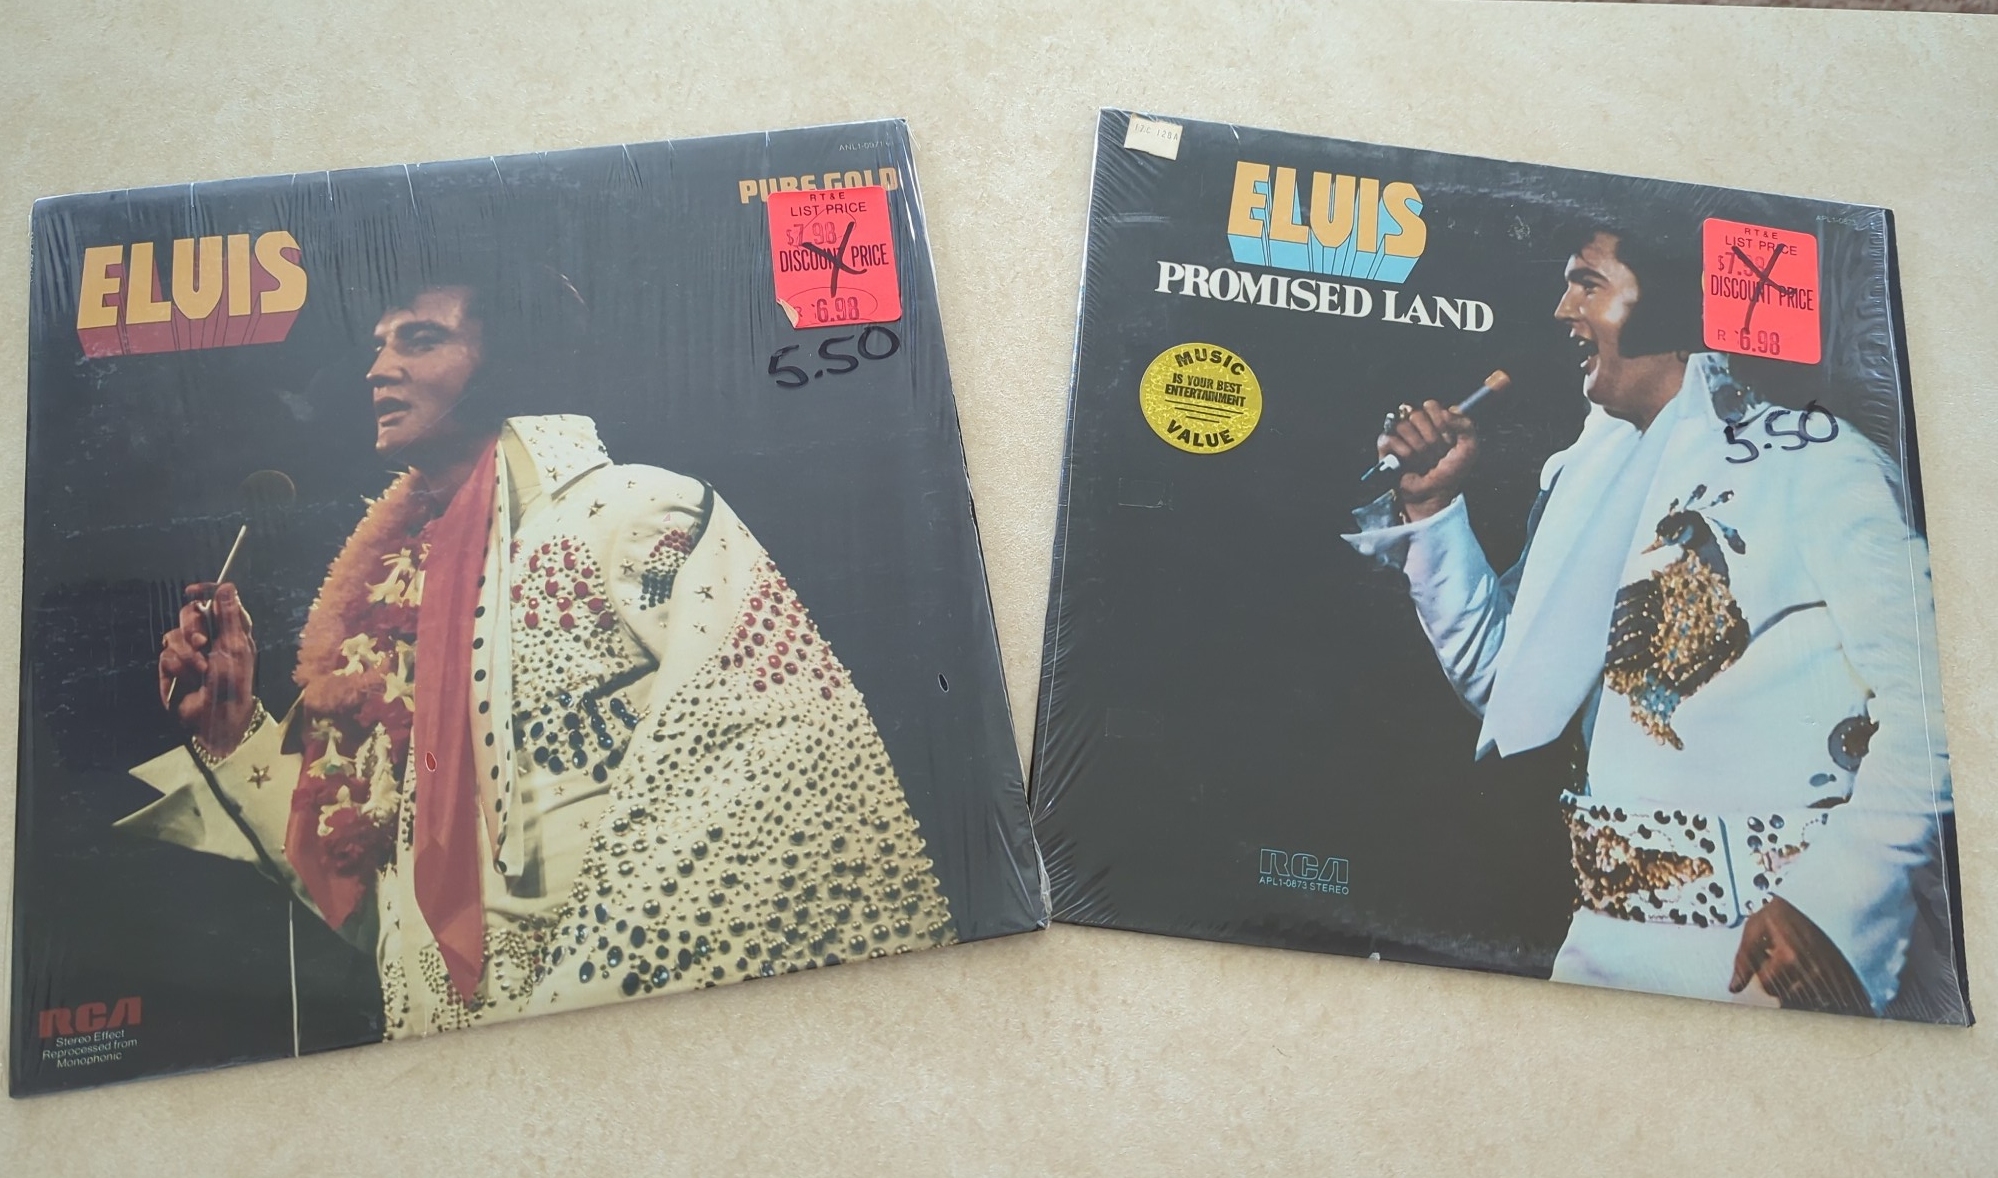 ELVIS
PURE GOLD
RT&E
LIST PRICE
$7.98
DISCOUNT PRICE
6.98
5.50
RCA
Stereo Effect
Reprocessed from
Monophonic
ELVIS
PROMISED LAND
RT&E
LIST PRICE
DISCOUNT PRICE
R 6.98
5.50
MUSIC
IS YOUR BEST
ENTERTAINMENT
VALUE
RCA
APL1-0873 STEREO